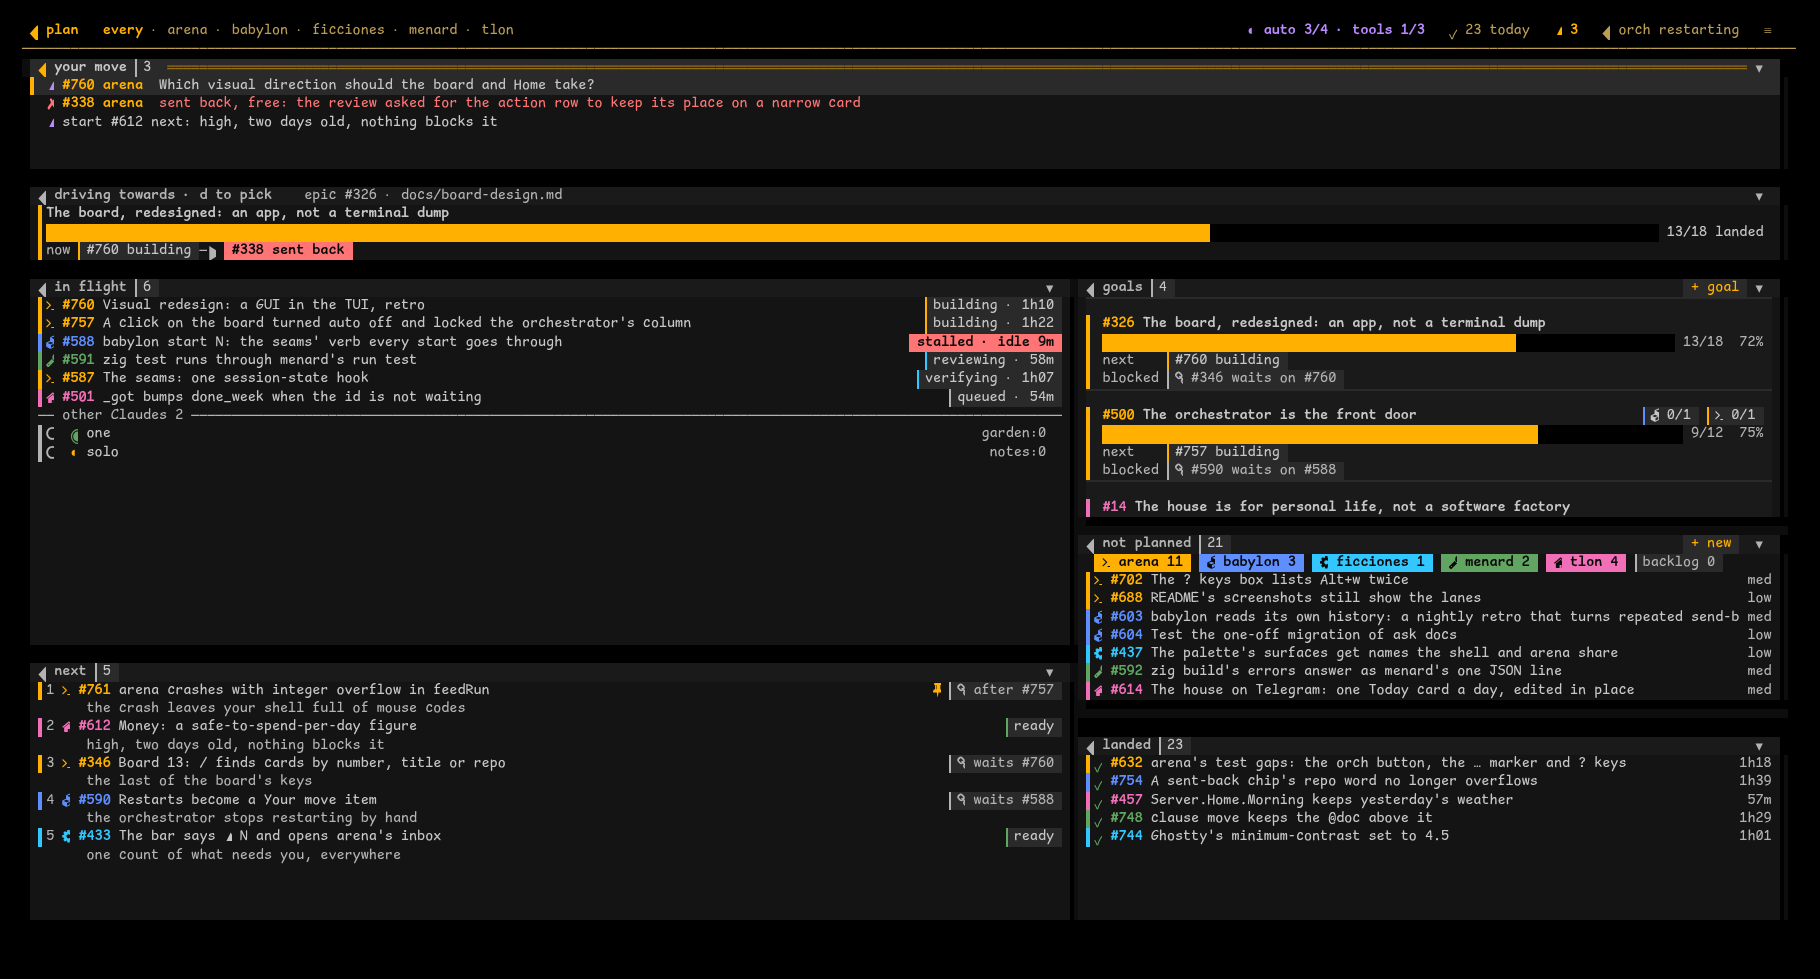 plan every · arena · babylon · ficciones · menard · tlon
auto 3/4 · tools 1/3 ✓ 23 today 3 orch restarting ≡
your move 3 ▼
#760 arena Which visual direction should the board and Home take?
✗ #338 arena sent back, free: the review asked for the action row to keep its place on a narrow card
start #612 next: high, two days old, nothing blocks it
driving towards · d to pick epic #326 · docs/board-design.md ▼
The board, redesigned: an app, not a terminal dump
13/18 landed
now #760 building #338 sent back
in flight 6 ▼
#760 Visual redesign: a GUI in the TUI, retro building · 1h10
#757 A click on the board turned auto off and locked the orchestrator's column building · 1h22
#588 babylon start N: the seams' verb every start goes through stalled · idle 9m
#591 zig test runs through menard's run test reviewing · 58m
#587 The seams: one session-state hook verifying · 1h07
#501 _got bumps done_week when the id is not waiting queued · 54m
other Claudes 2
one garden:0
solo notes:0
next 5 ▼
1 #761 arena crashes with integer overflow in feedRun after #757
the crash leaves your shell full of mouse codes
2 #612 Money: a safe-to-spend-per-day figure ready
high, two days old, nothing blocks it
3 #346 Board 13: / finds cards by number, title or repo waits #760
the last of the board's keys
4 #590 Restarts become a Your move item waits #588
the orchestrator stops restarting by hand
5 #433 The bar says N and opens arena's inbox ready
one count of what needs you, everywhere
goals 4 + goal ▼
#326 The board, redesigned: an app, not a terminal dump
13/18 72%
next #760 building
blocked #346 waits on #760
#500 The orchestrator is the front door 0/1 0/1
9/12 75%
next #757 building
blocked #590 waits on #588
#14 The house is for personal life, not a software factory
not planned 21 + new ▼
arena 11 babylon 3 ficciones 1 menard 2 tlon 4 backlog 0
#702 The ? keys box lists Alt+w twice med
#688 README's screenshots still show the lanes low
#603 babylon reads its own history: a nightly retro that turns repeated send-b med
#604 Test the one-off migration of ask docs low
#437 The palette's surfaces get names the shell and arena share low
#592 zig build's errors answer as menard's one JSON line med
#614 The house on Telegram: one Today card a day, edited in place med
landed 23 ▼
✓ #632 arena's test gaps: the orch button, the … marker and ? keys 1h18
✓ #754 A sent-back chip's repo word no longer overflows 1h39
✓ #457 Server.Home.Morning keeps yesterday's weather 57m
✓ #748 clause move keeps the @doc above it 1h29
✓ #744 Ghostty's minimum-contrast set to 4.5 1h01